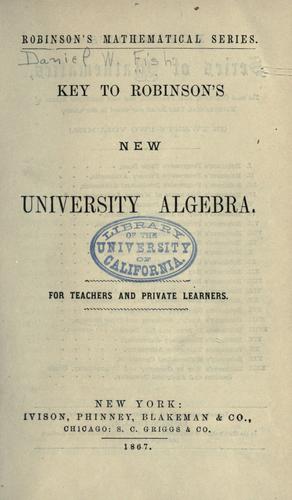 ROBINSON'S MATHEMATICAL SERIES.
Daniel W. Fish
KEY TO ROBINSON'S
NEW
UNIVERSITY ALGEBRA.
LIBRARY
OF THE
UNIVERSITY
OF
CALIFORNIA.
FOR TEACHERS AND PRIVATE LEARNERS.
NEW YORK:
IVISON, PHINNEY, BLAKEMAN & CO.,
CHICAGO: S. C. GRIGGS & CO.
1867.